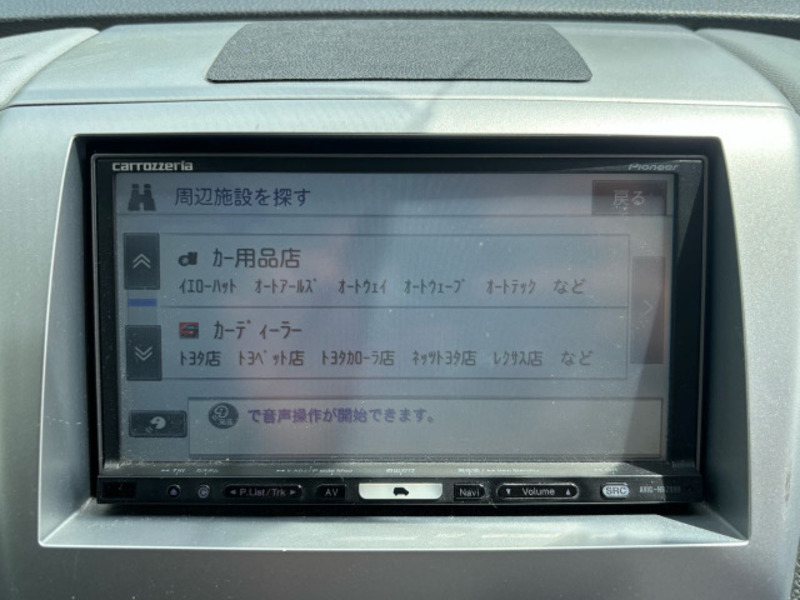 carrozzeria
Pioneer
周辺施設を探す
戻る
カー用品店
ｲｴﾛｰﾊｯﾄ ｵｰﾄｱｰﾙｽﾞ ｵｰﾄｳｪｲ ｵｰﾄｳｪｰﾌﾞ ｵｰﾄﾃｯｸ など
カーディーラー
ﾄﾖﾀ店 ﾄﾖﾍﾟｯﾄ店 ﾄﾖﾀｶﾛｰﾗ店 ﾈｯﾂﾄﾖﾀ店 ﾚｸｻｽ店 など
で音声操作が開始できます。
◄ P.List/Trk ► AV Navi ▼ Volume ▲ SRC